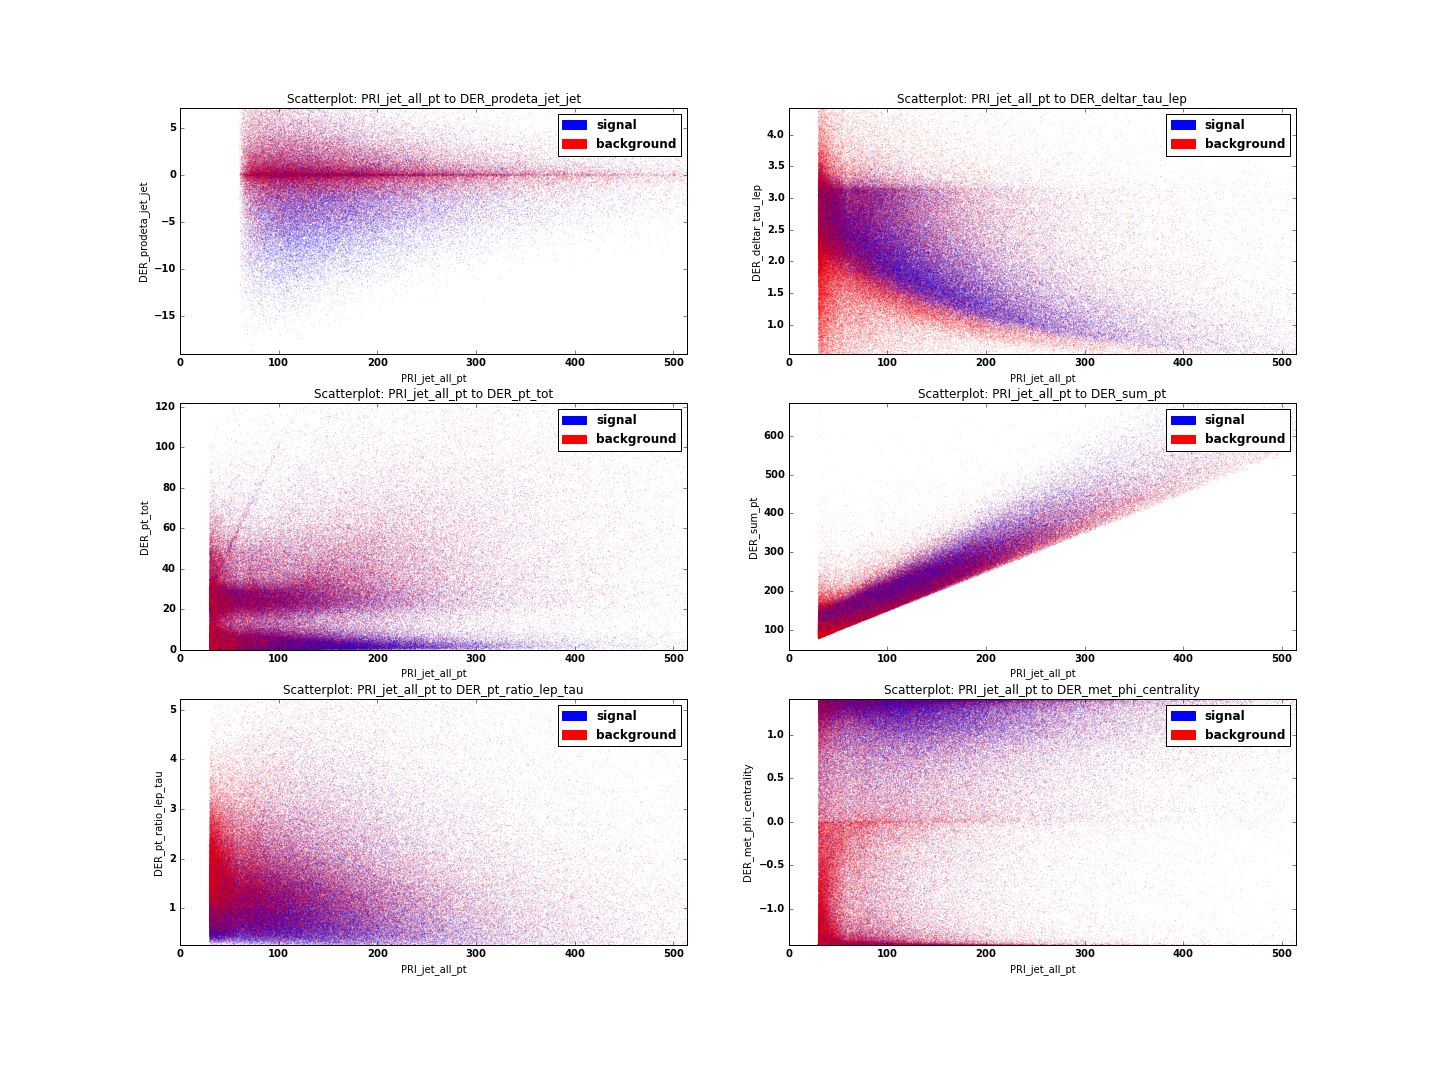 Scatterplot: PRI_jet_all_pt to DER_prodeta_jet_jet
signal
background
5
0
−5
−10
−15
DER_prodeta_jet_jet
0 100 200 300 400 500
PRI_jet_all_pt
Scatterplot: PRI_jet_all_pt to DER_deltar_tau_lep
signal
background
4.0
3.5
3.0
2.5
2.0
1.5
1.0
DER_deltar_tau_lep
0 100 200 300 400 500
PRI_jet_all_pt
Scatterplot: PRI_jet_all_pt to DER_pt_tot
signal
background
120
100
80
60
40
20
0
DER_pt_tot
0 100 200 300 400 500
PRI_jet_all_pt
Scatterplot: PRI_jet_all_pt to DER_sum_pt
signal
background
600
500
400
300
200
100
DER_sum_pt
0 100 200 300 400 500
PRI_jet_all_pt
Scatterplot: PRI_jet_all_pt to DER_pt_ratio_lep_tau
signal
background
5
4
3
2
1
DER_pt_ratio_lep_tau
0 100 200 300 400 500
PRI_jet_all_pt
Scatterplot: PRI_jet_all_pt to DER_met_phi_centrality
signal
background
1.0
0.5
0.0
−0.5
−1.0
DER_met_phi_centrality
0 100 200 300 400 500
PRI_jet_all_pt